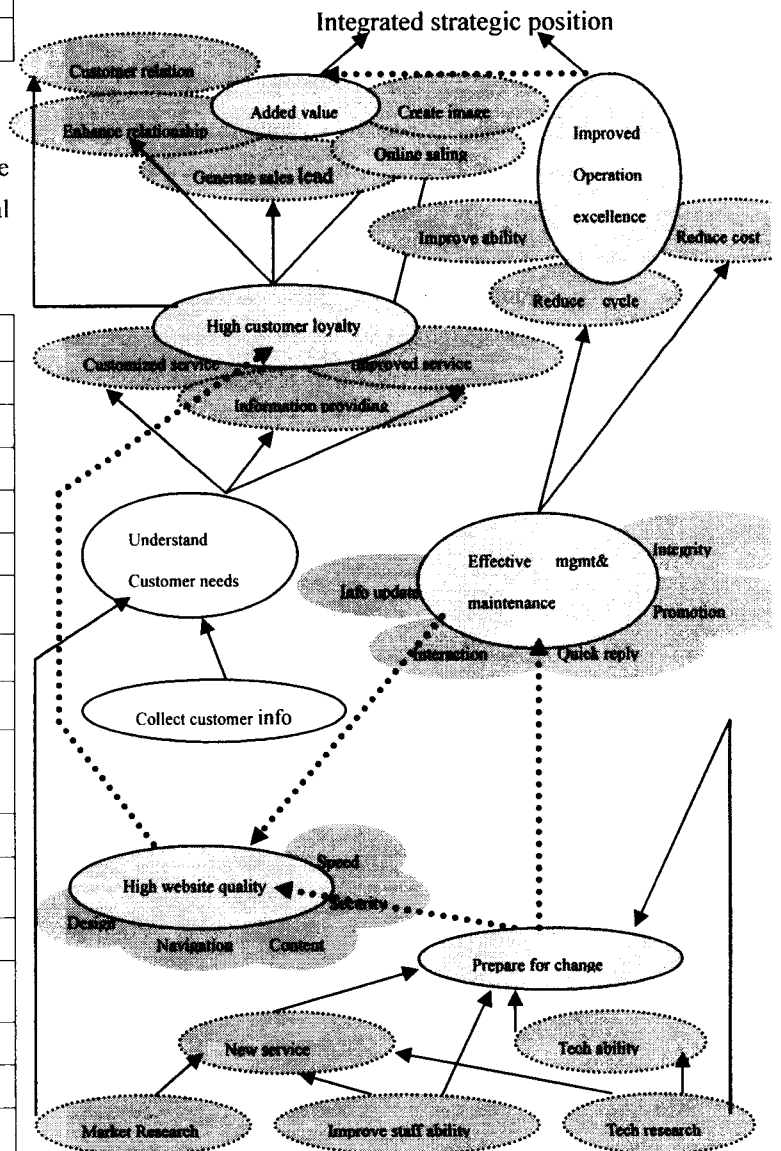 Integrated strategic position
Customer relation
Added value
Create image
Enhance relationship
Improved
Operation
excellence
Online saling
Generate sales lead
e
al
Improve ability
Reduce cost
Reduce cycle
High customer loyalty
Customized service
Improved service
Information providing
Understand
Customer needs
Effective mgmt&
maintenance
Integrity
Info update
Promotion
Interaction
Quick reply
Collect customer info
Speed
High website quality
Security
Design
Navigation
Content
Prepare for change
New service
Tech ability
Market Research
Improve staff ability
Tech research